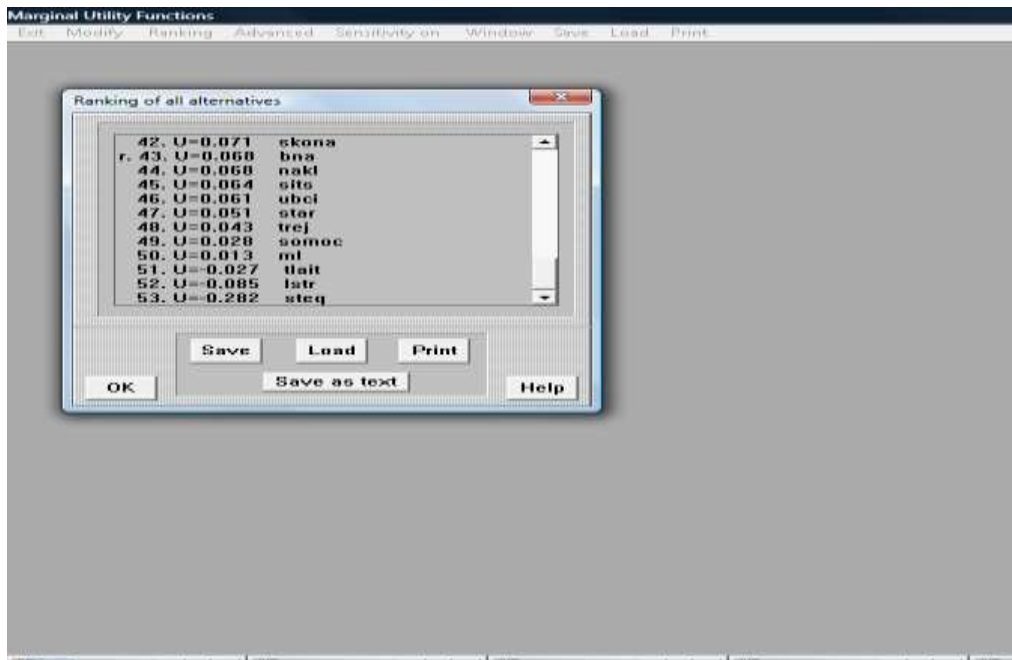 Marginal Utility Functions
Exit Modify Ranking Advanced Sensitivity on Window Save Load Print
Ranking of all alternatives
42. U=0.071 skona
r. 43. U=0.068 bna
44. U=0.068 nakl
45. U=0.064 sits
46. U=0.061 ubci
47. U=0.051 star
48. U=0.043 trej
49. U=0.028 somoc
50. U=0.013 ml
51. U=-0.027 tlait
52. U=-0.085 lstr
53. U=-0.282 steq
Save Load Print
Save as text
OK Help